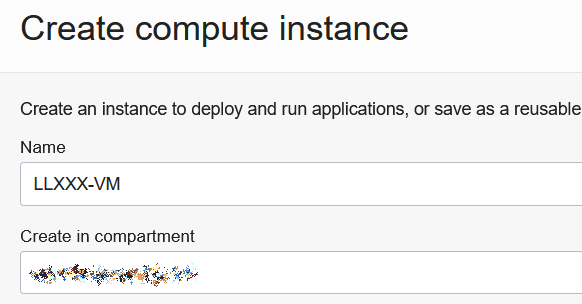 Create compute instance
Create an instance to deploy and run applications, or save as a reusable
Name
LLXXX-VM
Create in compartment